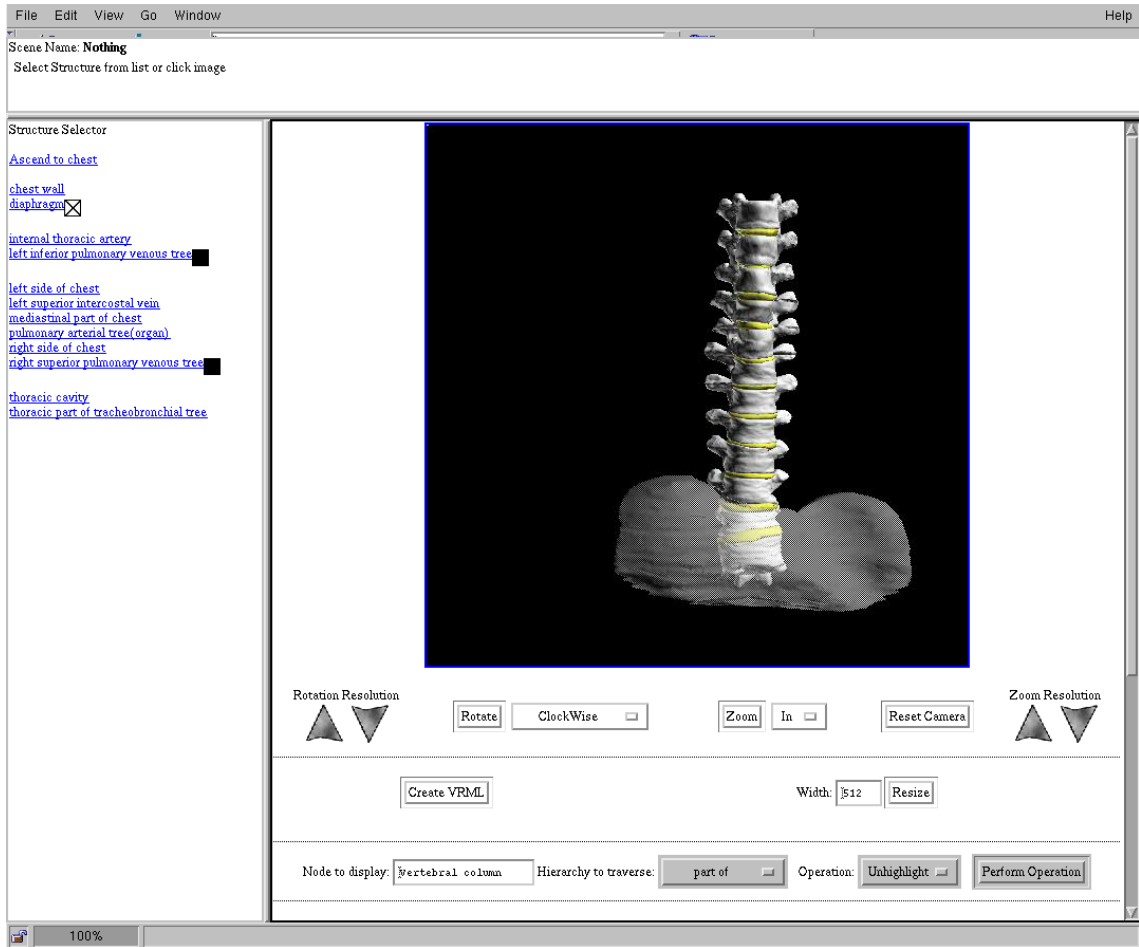 File Edit View Go Window Help
Scene Name: Nothing
Select Structure from list or click image
Structure Selector
Ascend to chest
chest wall
diaphragm
internal thoracic artery
left inferior pulmonary venous tree
left side of chest
left superior intercostal vein
mediastinal part of chest
pulmonary arterial tree(organ)
right side of chest
right superior pulmonary venous tree
thoracic cavity
thoracic part of tracheobronchial tree
Rotation Resolution
Zoom Resolution
Rotate ClockWise Zoom In Reset Camera
Create VRML Width: 512 Resize
Node to display: vertebral column Hierarchy to traverse: part of Operation: Unhighlight Perform Operation
100%